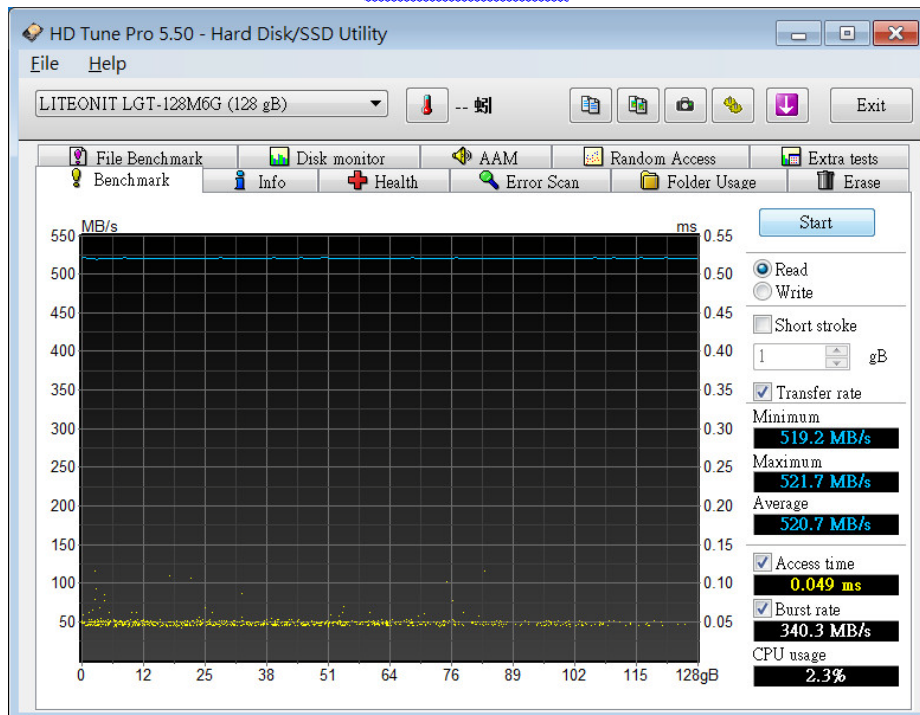 HD Tune Pro 5.50 - Hard Disk/SSD Utility
File Help
LITEONIT LGT-128M6G (128 gB) -- 蚓 Exit
File Benchmark Disk monitor AAM Random Access Extra tests
Benchmark Info Health Error Scan Folder Usage Erase
MB/s ms
550 0.55
500 0.50
450 0.45
400 0.40
350 0.35
300 0.30
250 0.25
200 0.20
150 0.15
100 0.10
50 0.05
0 12 25 38 51 64 76 89 102 115 128gB
Start
Read
Write
Short stroke
1 gB
Transfer rate
Minimum
519.2 MB/s
Maximum
521.7 MB/s
Average
520.7 MB/s
Access time
0.049 ms
Burst rate
340.3 MB/s
CPU usage
2.3%